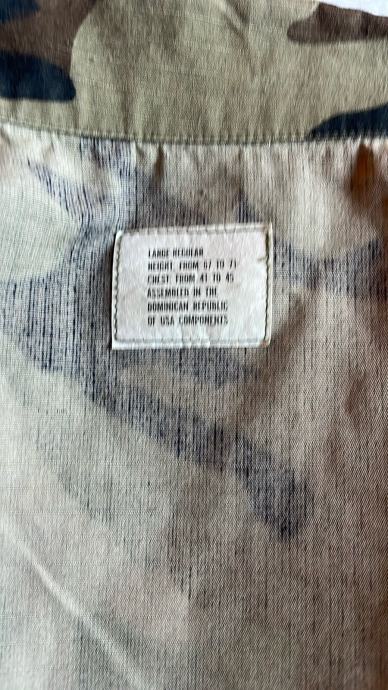 LARGE REGULAR
HEIGHT, FROM 67 TO 71
CHEST, FROM 41 TO 45
ASSEMBLED IN THE
DOMINICAN REPUBLIC
OF USA COMPONENTS